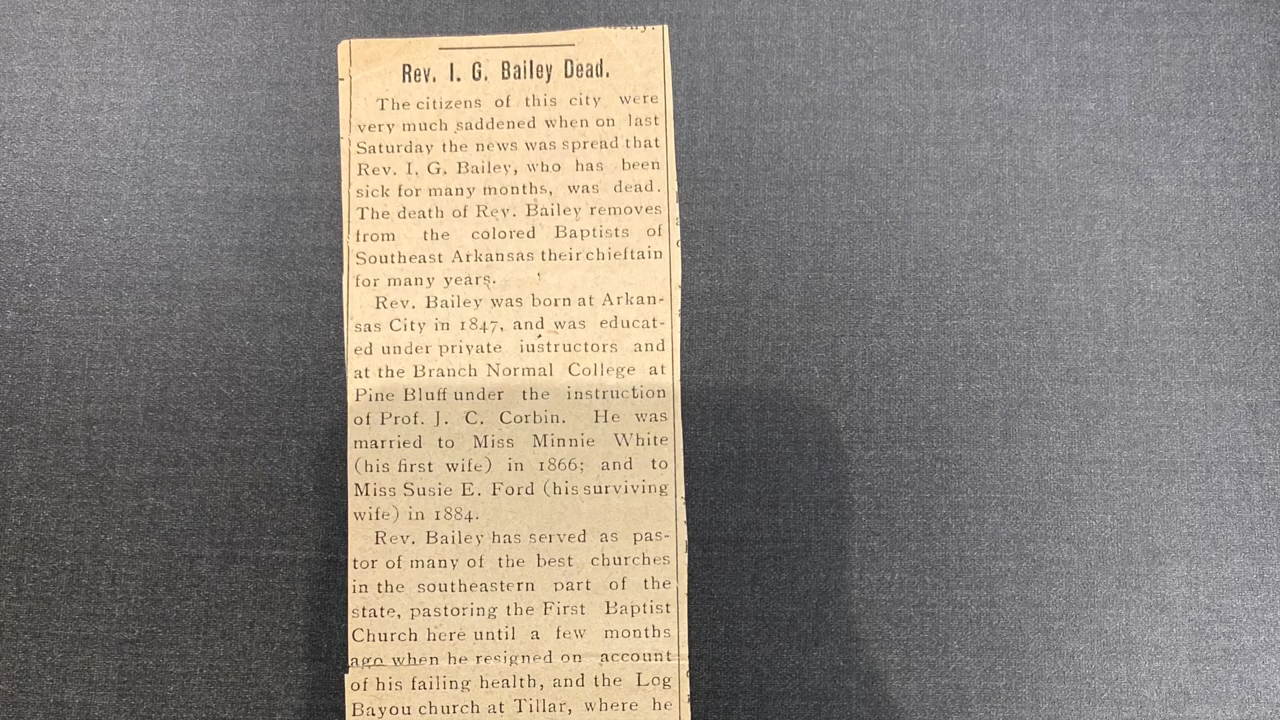 Rev. I. G. Bailey Dead.
The citizens of this city were
very much saddened when on last
Saturday the news was spread that
Rev. I. G. Bailey, who has been
sick for many months, was dead.
The death of Rev. Bailey removes
from the colored Baptists of
Southeast Arkansas their chieftain
for many years.
Rev. Bailey was born at Arkan-
sas City in 1847, and was educat-
ed under private iustructors and
at the Branch Normal College at
Pine Bluff under the instruction
of Prof. J. C. Corbin. He was
married to Miss Minnie White
(his first wife) in 1866; and to
Miss Susie E. Ford (his surviving
wife) in 1884.
Rev. Bailey has served as pas-
tor of many of the best churches
in the southeastern part of the
state, pastoring the First Baptist
Church here until a few months
ago when he resigned on account
of his failing health, and the Log
Bayou church at Tillar, where he